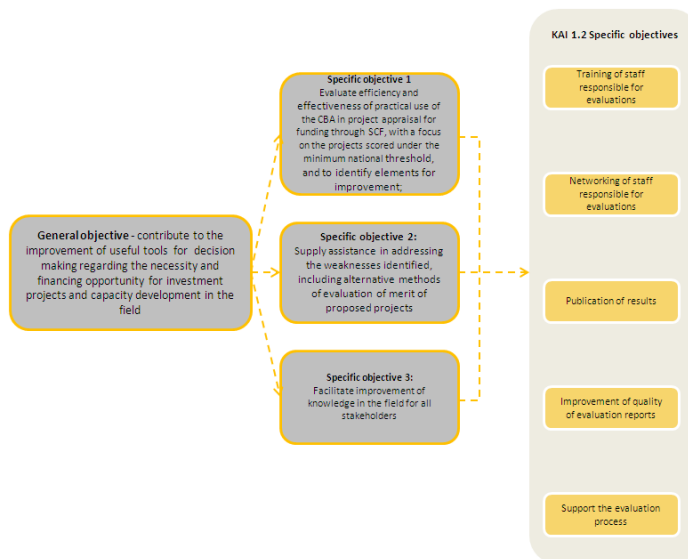 General objective - contribute to the
improvement of useful tools for decision
making regarding the necessity and
financing opportunity for investment
projects and capacity development in the
field
Specific objective 1
Evaluate efficiency and
effectiveness of practical use of
the CBA in project appraisal for
funding through SCF, with a focus
on the projects scored under the
minimum national threshold,
and to identify elements for
improvement;
Specific objective 2:
Supply assistance in addressing
the weaknesses identified,
including alternative methods
of evaluation of merit of
proposed projects
Specific objective 3:
Facilitate improvement of
knowledge in the field for all
stakeholders
KAI 1.2 Specific objectives
Training of staff
responsible for
evaluations
Networking of staff
responsible for
evaluations
Publication of results
Improvement of quality
of evaluation reports
Support the evaluation
process